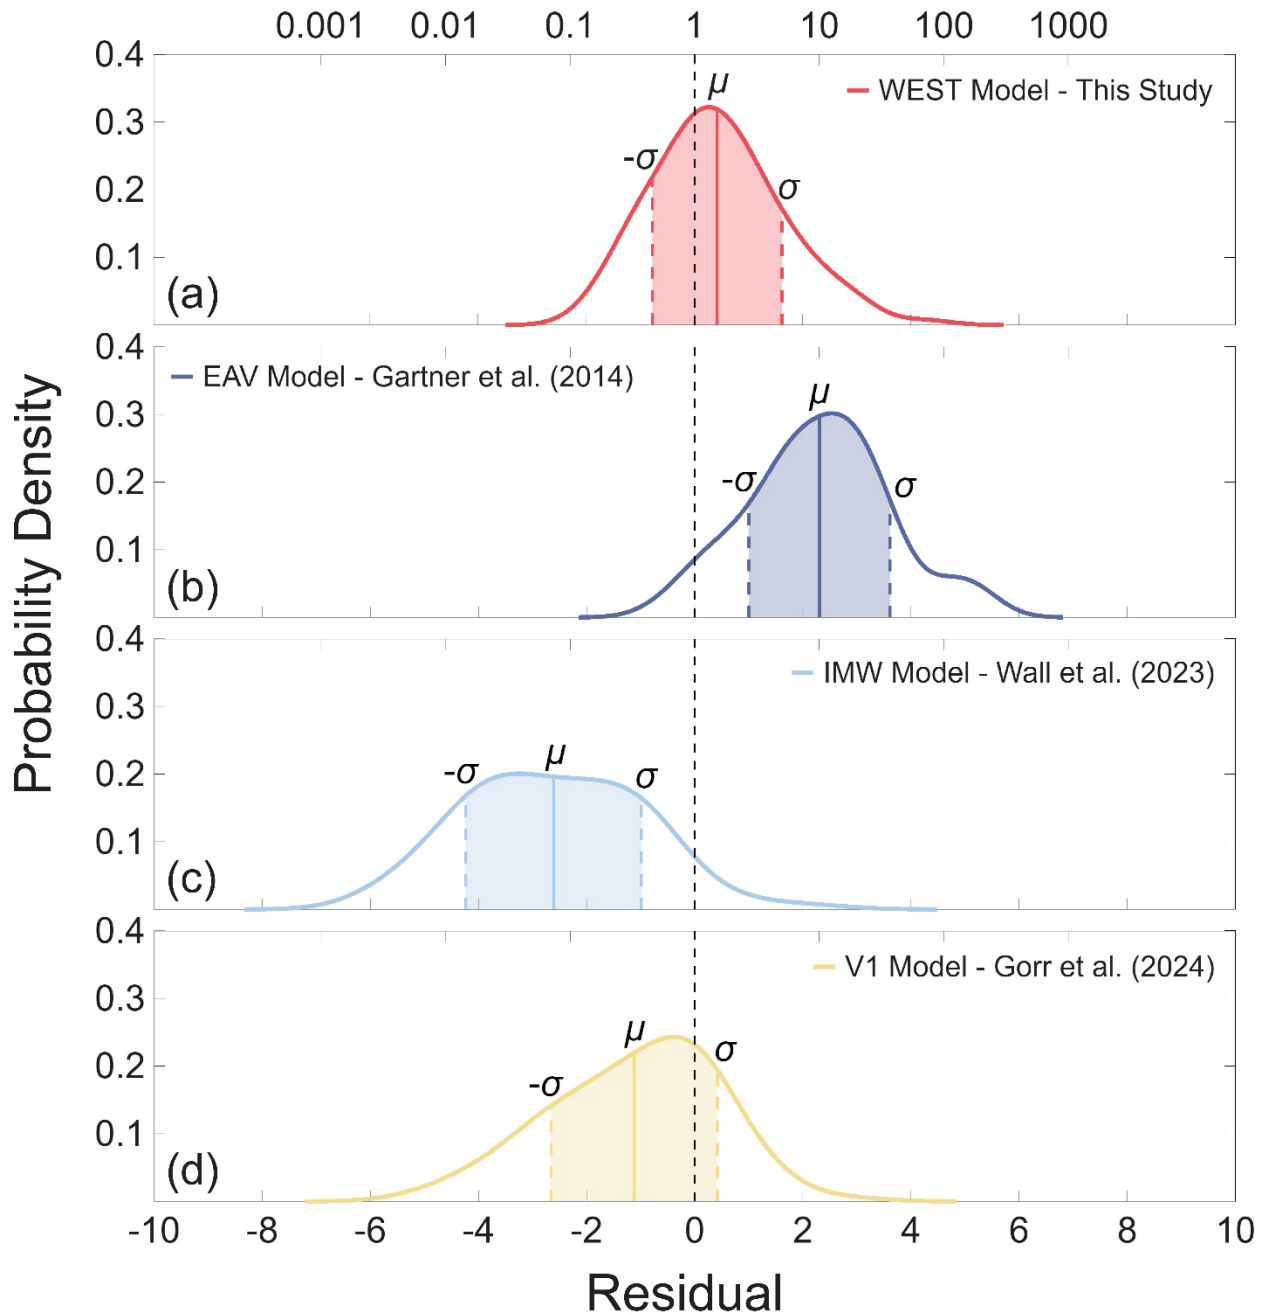 0.001 0.01 0.1 1 10 100 1000
Probability Density
0.4
0.3
0.2
0.1
WEST Model - This Study
μ
-σ
σ
(a)
0.4
0.3
0.2
0.1
EAV Model - Gartner et al. (2014)
μ
-σ
σ
(b)
0.4
0.3
0.2
0.1
IMW Model - Wall et al. (2023)
μ
-σ
σ
(c)
0.4
0.3
0.2
0.1
V1 Model - Gorr et al. (2024)
μ
σ
-σ
(d)
-10 -8 -6 -4 -2 0 2 4 6 8 10
Residual